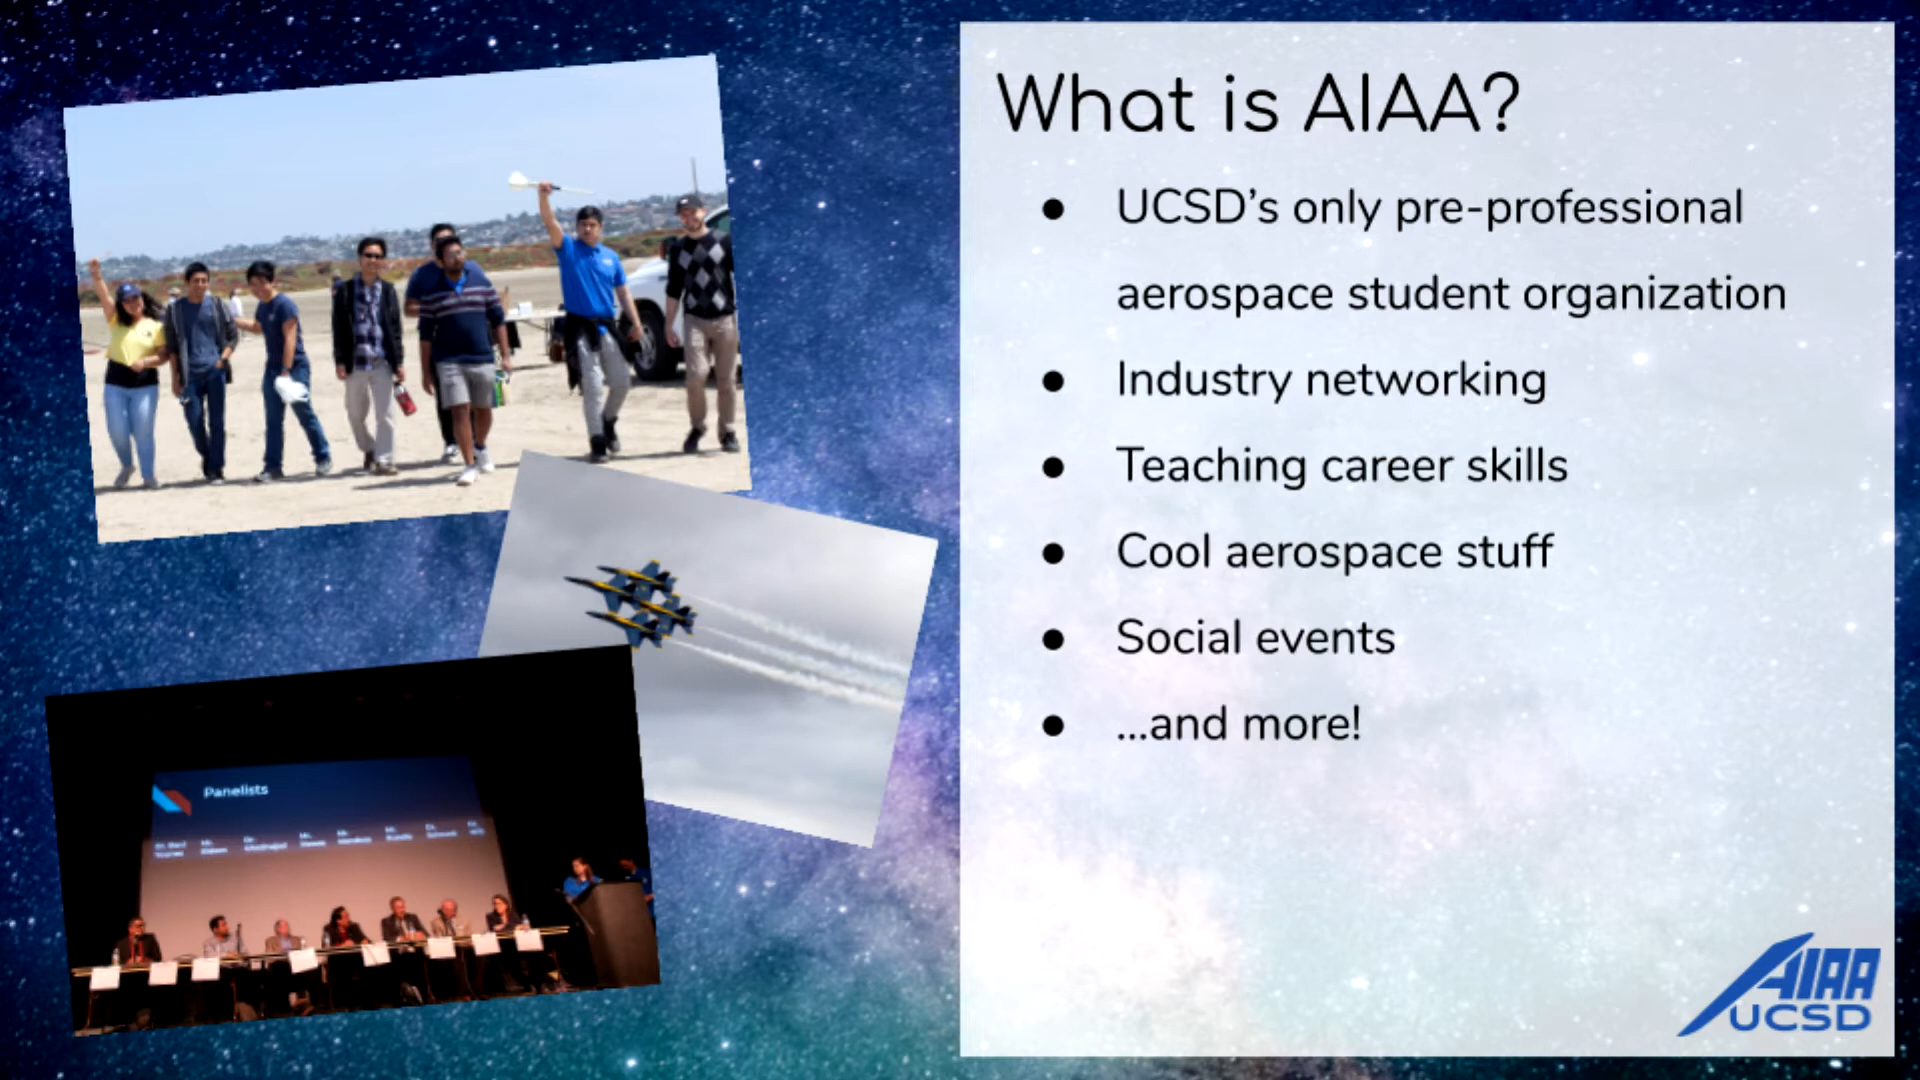 What is AIAA?
● UCSD’s only pre-professional
aerospace student organization
● Industry networking
● Teaching career skills
● Cool aerospace stuff
● Social events
● ...and more!
Panelists
AIAA
UCSD